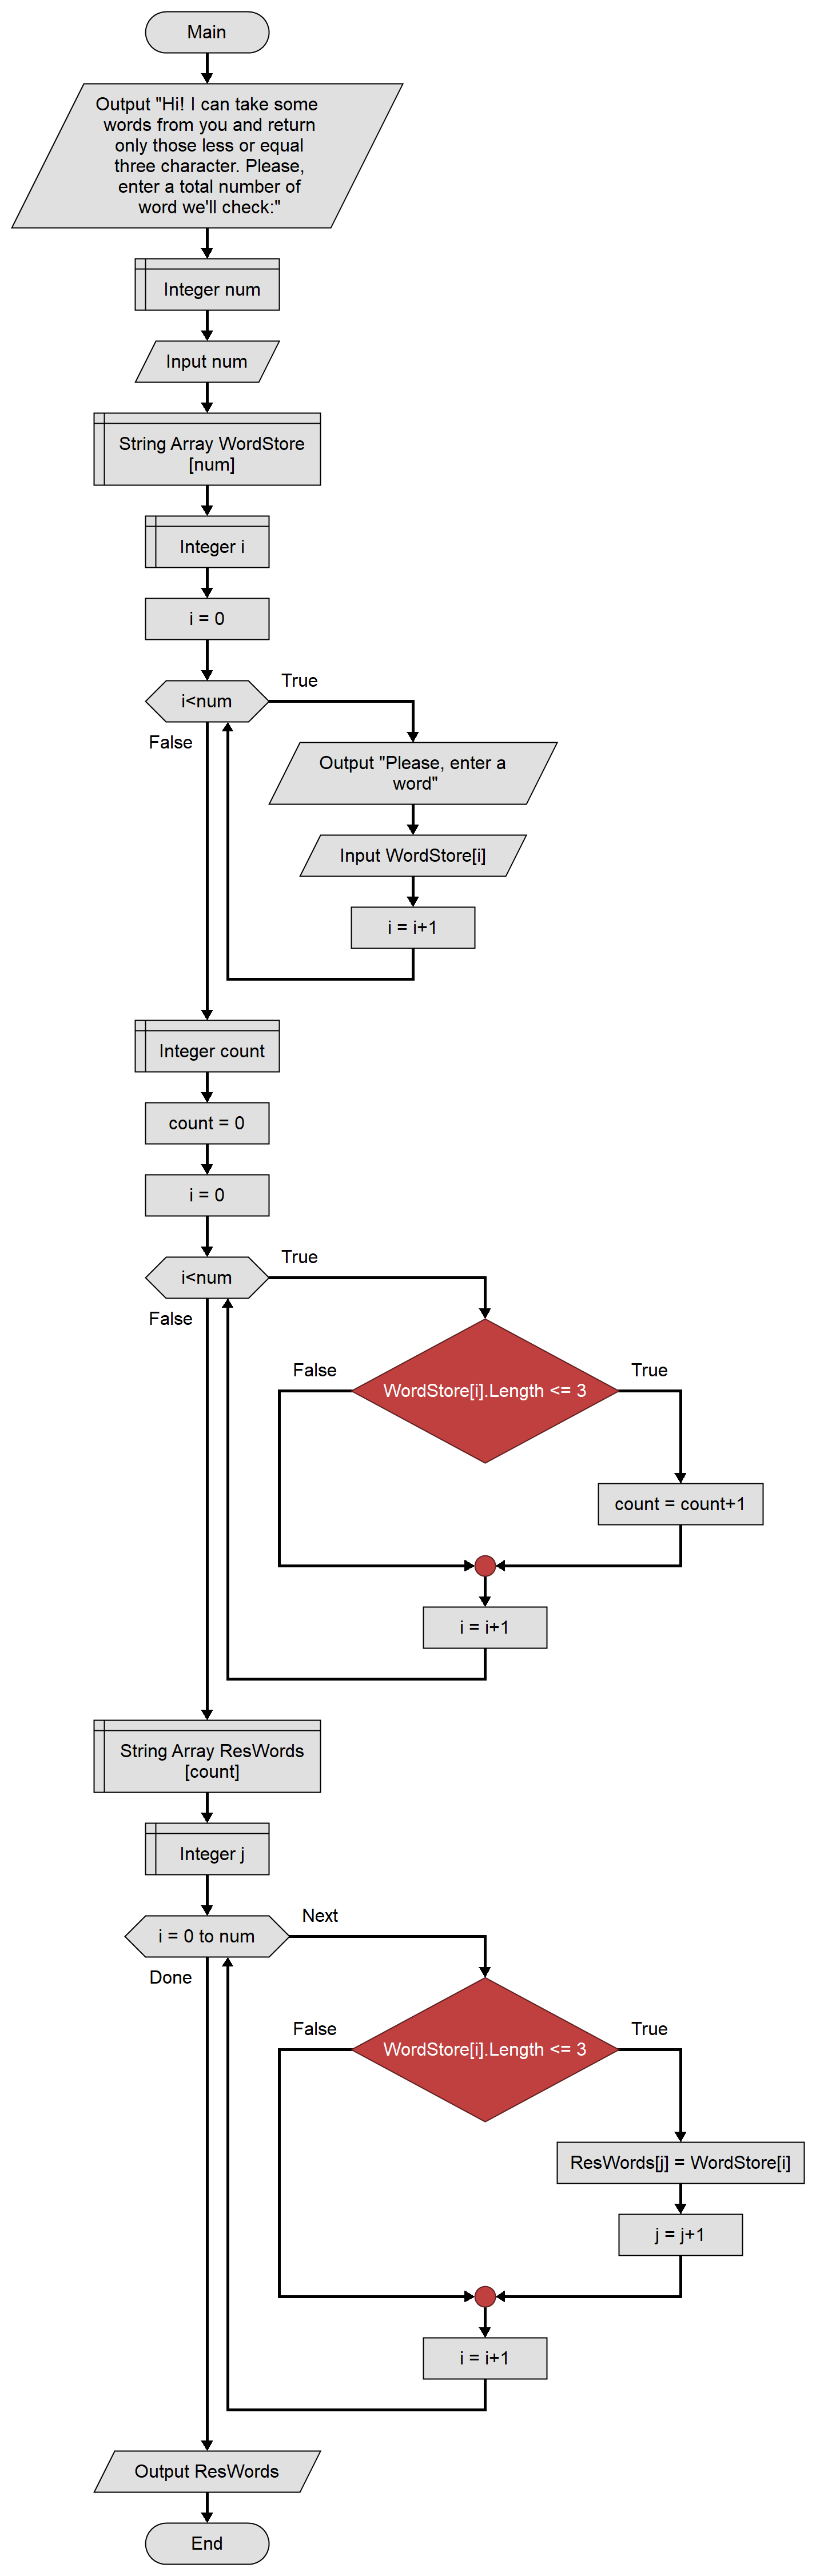 Main
Output "Hi! I can take some
words from you and return
only those less or equal
three character. Please,
enter a total number of
word we'll check:"
Integer num
Input num
String Array WordStore
[num]
Integer i
i = 0
i<num
True
False
Output "Please, enter a
word"
Input WordStore[i]
i = i+1
Integer count
count = 0
i = 0
i<num
True
False
WordStore[i].Length <= 3
False
True
count = count+1
i = i+1
String Array ResWords
[count]
Integer j
i = 0 to num
Next
Done
WordStore[i].Length <= 3
False
True
ResWords[j] = WordStore[i]
j = j+1
i = i+1
Output ResWords
End